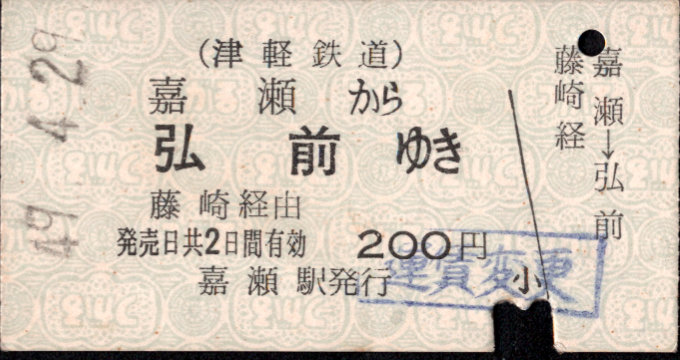 49. 4. 29
(津軽鉄道)
嘉瀬から
弘前ゆき
藤崎経由
発売日共2日間有効 200円
嘉瀬駅発行
運賃変更
小
嘉瀬→弘前
藤崎経